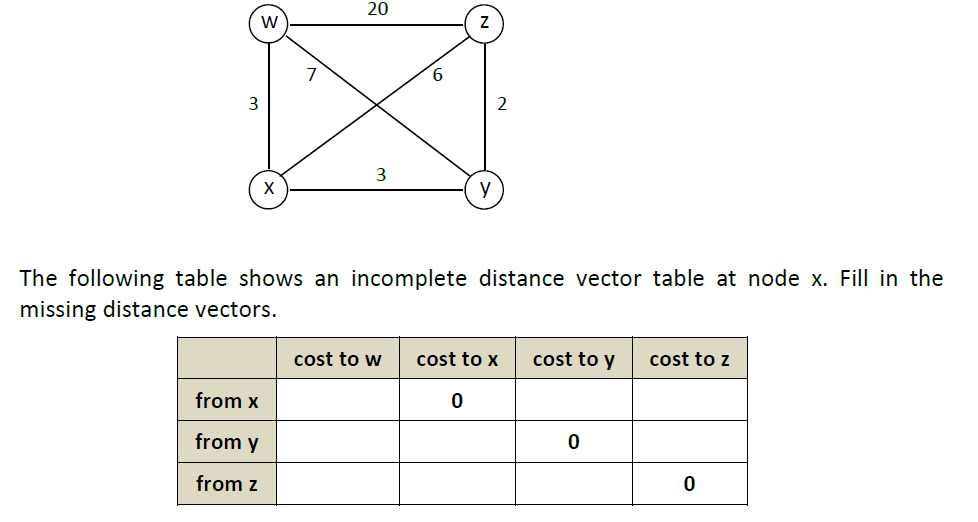 20
w z
7 6
3 2
3
x y
The following table shows an incomplete distance vector table at node x. Fill in the
missing distance vectors.
cost to w cost to x cost to y cost to z
from x 0
from y 0
from z 0